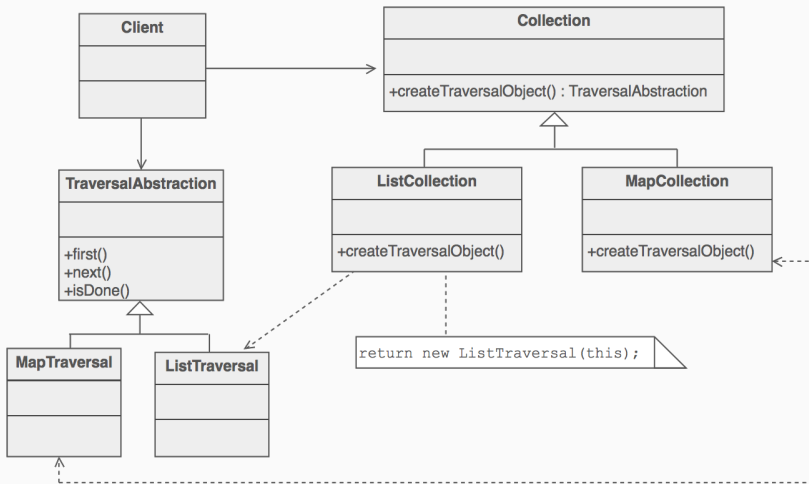 Client
Collection
+createTraversalObject() : TraversalAbstraction
TraversalAbstraction
+first()
+next()
+isDone()
ListCollection
+createTraversalObject()
MapCollection
+createTraversalObject()
MapTraversal
ListTraversal
return new ListTraversal(this);